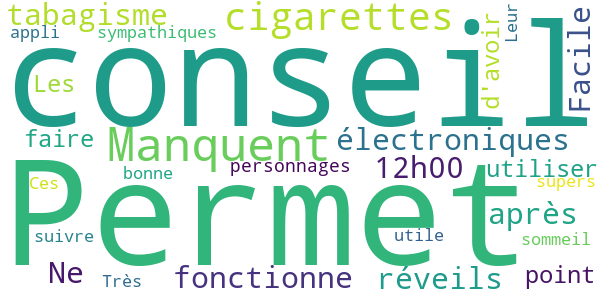 tabagisme cigarettes Leur
appli sympathiques
conseil
Les d'avoir Facile
faire Manquent électroniques
Permet
bonne personnages 12h00 utiliser
Ces supers
après
suivre utile sommeil
Ne Très fonctionne réveils point